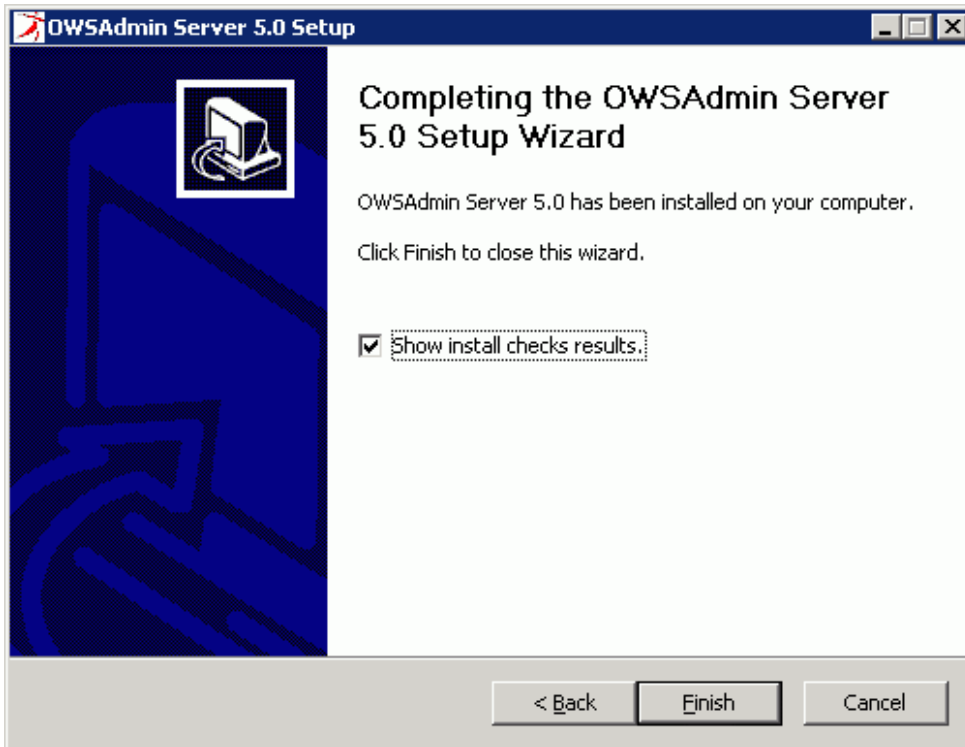 OWSAdmin Server 5.0 Setup
Completing the OWSAdmin Server
5.0 Setup Wizard
OWSAdmin Server 5.0 has been installed on your computer.
Click Finish to close this wizard.
Show install checks results.
< Back
Finish
Cancel